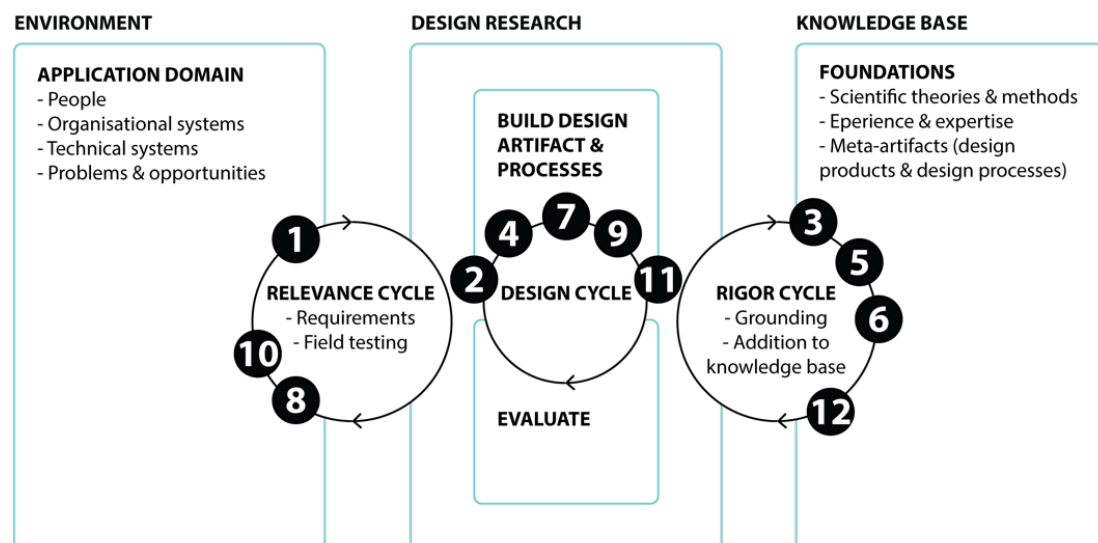 ENVIRONMENT
APPLICATION DOMAIN
- People
- Organisational systems
- Technical systems
- Problems & opportunities
DESIGN RESEARCH
BUILD DESIGN
ARTIFACT &
PROCESSES
KNOWLEDGE BASE
FOUNDATIONS
- Scientific theories & methods
- Eperience & expertise
- Meta-artifacts (design
products & design processes)
1
RELEVANCE CYCLE
- Requirements
- Field testing
10
8
2
4
7
9
11
DESIGN CYCLE
EVALUATE
3
5
6
RIGOR CYCLE
- Grounding
- Addition to
knowledge base
12